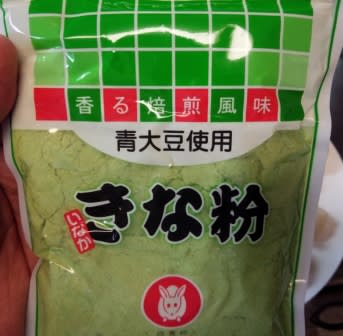 香る焙煎風味
青大豆使用
いなか
きな粉